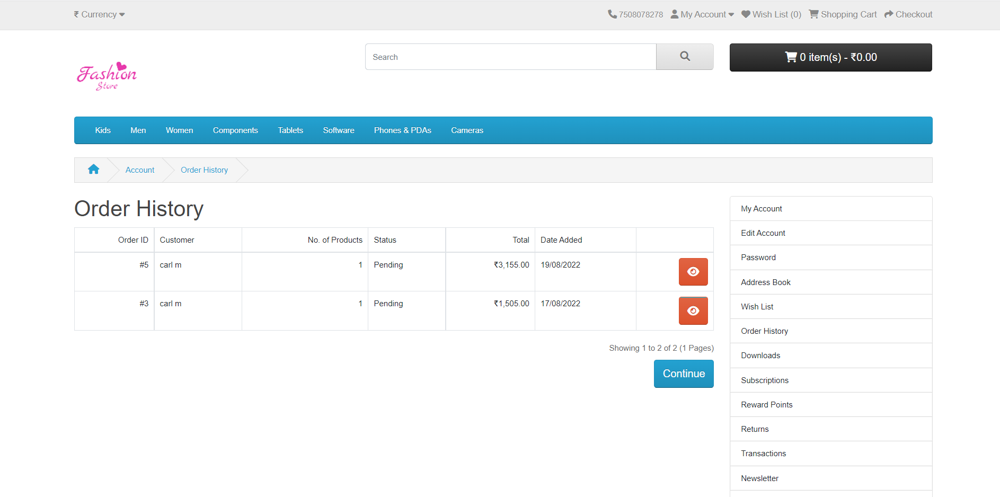 ₹ Currency 7508078278 My Account Wish List (0) Shopping Cart Checkout
Search
0 item(s) - ₹0.00
Fashion
Store
Kids Men Women Components Tablets Software Phones & PDAs Cameras
Account Order History
Order History
Order ID Customer No. of Products Status Total Date Added
#5 carl m 1 Pending ₹3,155.00 19/08/2022
#3 carl m 1 Pending ₹1,505.00 17/08/2022
Showing 1 to 2 of 2 (1 Pages)
Continue
My Account
Edit Account
Password
Address Book
Wish List
Order History
Downloads
Subscriptions
Reward Points
Returns
Transactions
Newsletter